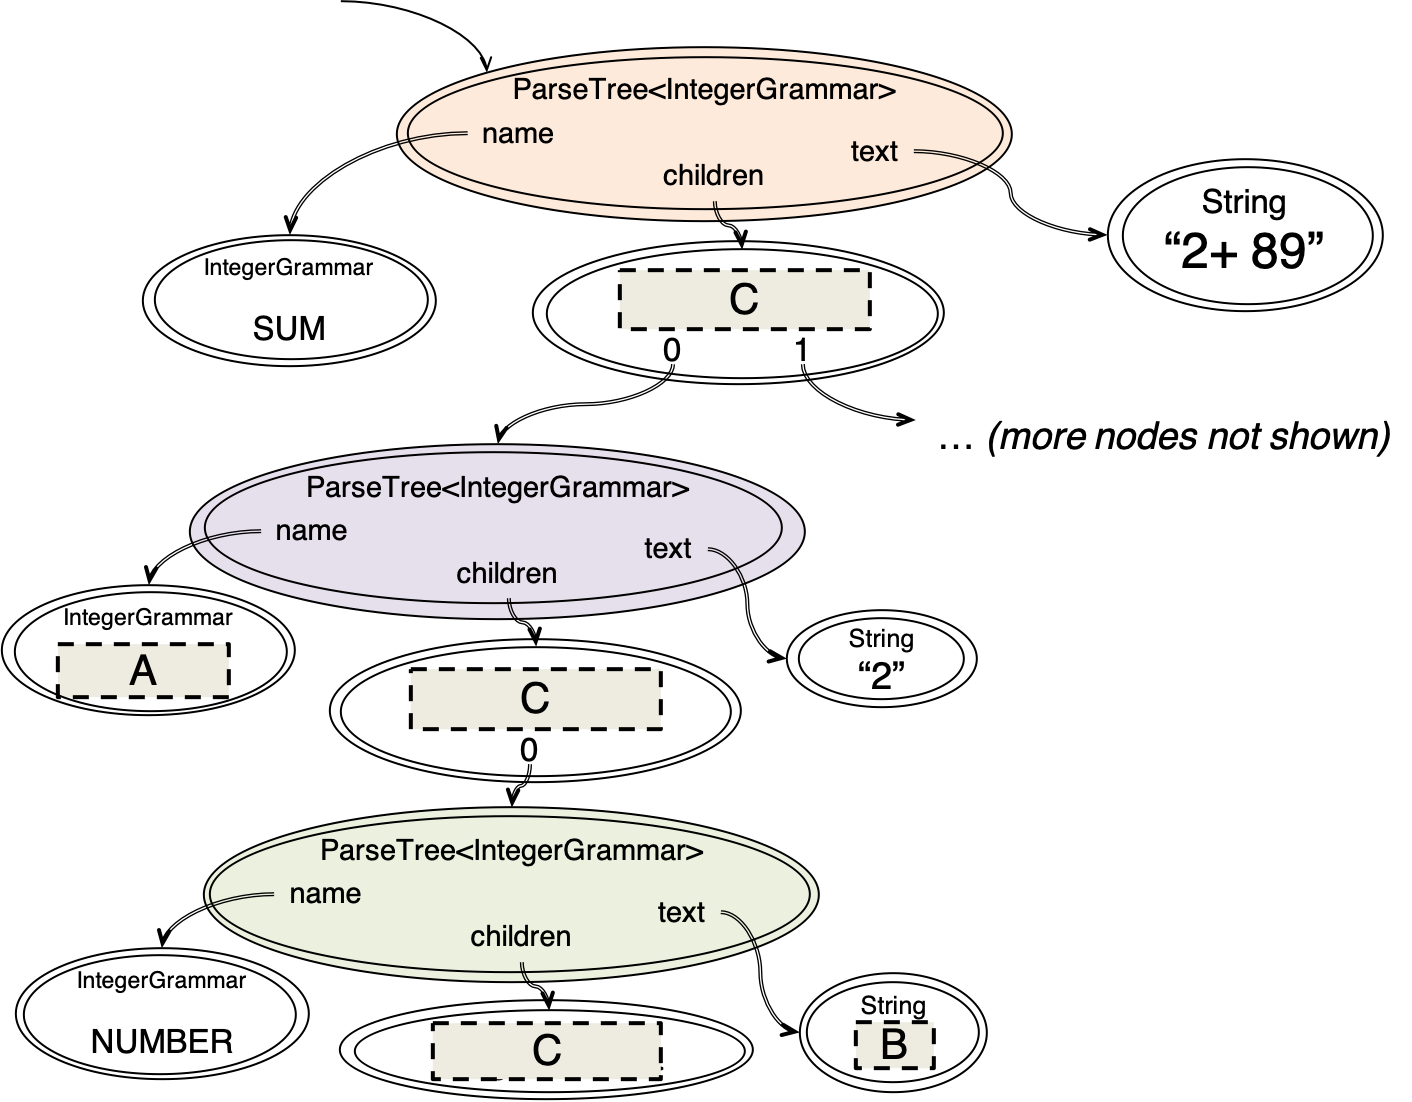 ParseTree<IntegerGrammar>
name
text
children
String
“2+ 89”
IntegerGrammar
SUM
C
0 1
... (more nodes not shown)
ParseTree<IntegerGrammar>
name
text
children
IntegerGrammar
A
String
“2”
C
0
ParseTree<IntegerGrammar>
name
text
children
IntegerGrammar
NUMBER
String
B
C